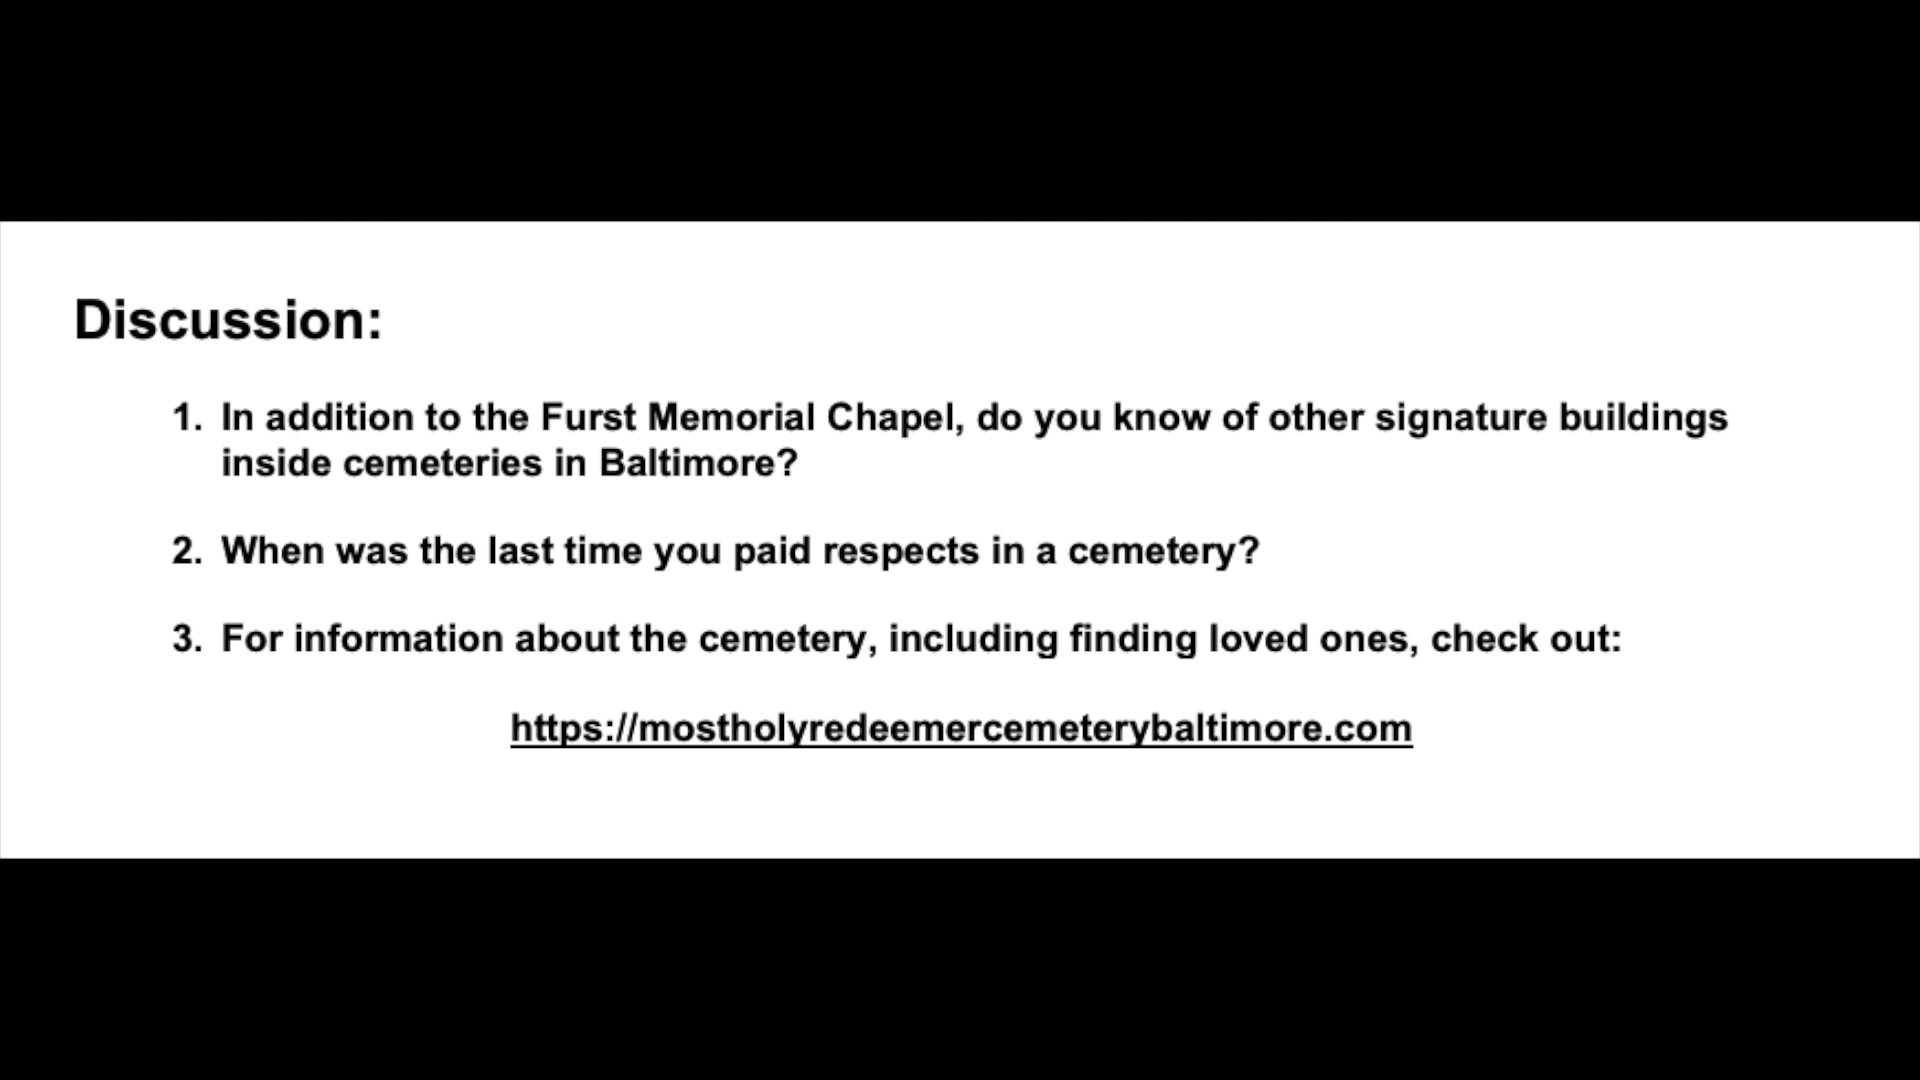 Discussion:
1. In addition to the Furst Memorial Chapel, do you know of other signature buildings
inside cemeteries in Baltimore?
2. When was the last time you paid respects in a cemetery?
3. For information about the cemetery, including finding loved ones, check out:
https://mostholyredeemercemeterybaltimore.com